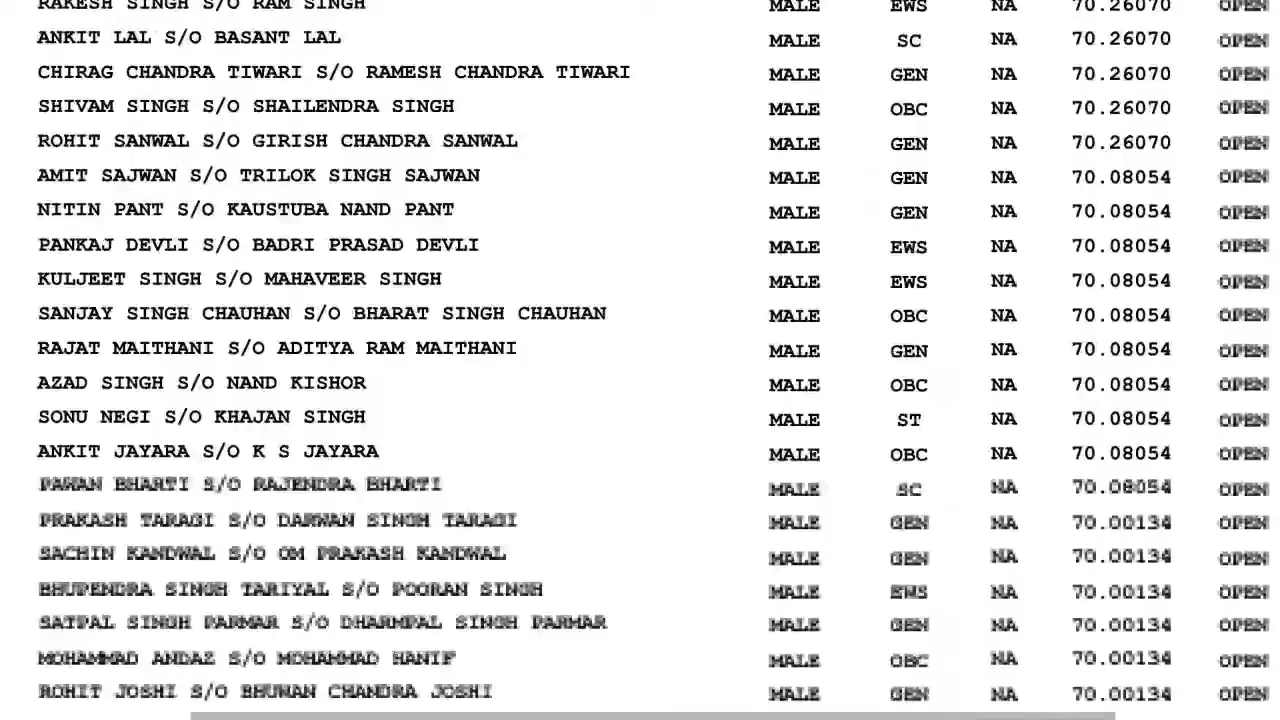 RAKESH SINGH S/O RAM SINGH MALE EWS NA 70.26070 OPEN
ANKIT LAL S/O BASANT LAL MALE SC NA 70.26070 OPEN
CHIRAG CHANDRA TIWARI S/O RAMESH CHANDRA TIWARI MALE GEN NA 70.26070 OPEN
SHIVAM SINGH S/O SHAILENDRA SINGH MALE OBC NA 70.26070 OPEN
ROHIT SANWAL S/O GIRISH CHANDRA SANWAL MALE GEN NA 70.26070 OPEN
AMIT SAJWAN S/O TRILOK SINGH SAJWAN MALE GEN NA 70.08054 OPEN
NITIN PANT S/O KAUSTUBA NAND PANT MALE GEN NA 70.08054 OPEN
PANKAJ DEVLI S/O BADRI PRASAD DEVLI MALE EWS NA 70.08054 OPEN
KULJEET SINGH S/O MAHAVEER SINGH MALE EWS NA 70.08054 OPEN
SANJAY SINGH CHAUHAN S/O BHARAT SINGH CHAUHAN MALE OBC NA 70.08054 OPEN
RAJAT MAITHANI S/O ADITYA RAM MAITHANI MALE GEN NA 70.08054 OPEN
AZAD SINGH S/O NAND KISHOR MALE OBC NA 70.08054 OPEN
SONU NEGI S/O KHAJAN SINGH MALE ST NA 70.08054 OPEN
ANKIT JAYARA S/O K S JAYARA MALE OBC NA 70.08054 OPEN
PAWAN BHARTI S/O RAJENDRA BHARTI MALE SC NA 70.08054 OPEN
PRAKASH TARAGI S/O DARWAN SINGH TARAGI MALE GEN NA 70.00134 OPEN
SACHIN KANDWAL S/O OM PRAKASH KANDWAL MALE GEN NA 70.00134 OPEN
BHUPENDRA SINGH TARIYAL S/O POORAN SINGH MALE EWS NA 70.00134 OPEN
SATPAL SINGH PARMAR S/O DHARMPAL SINGH PARMAR MALE GEN NA 70.00134 OPEN
MOHAMMAD ANDAZ S/O MOHAMMAD HANIF MALE OBC NA 70.00134 OPEN
ROHIT JOSHI S/O BHUWAN CHANDRA JOSHI MALE GEN NA 70.00134 OPEN